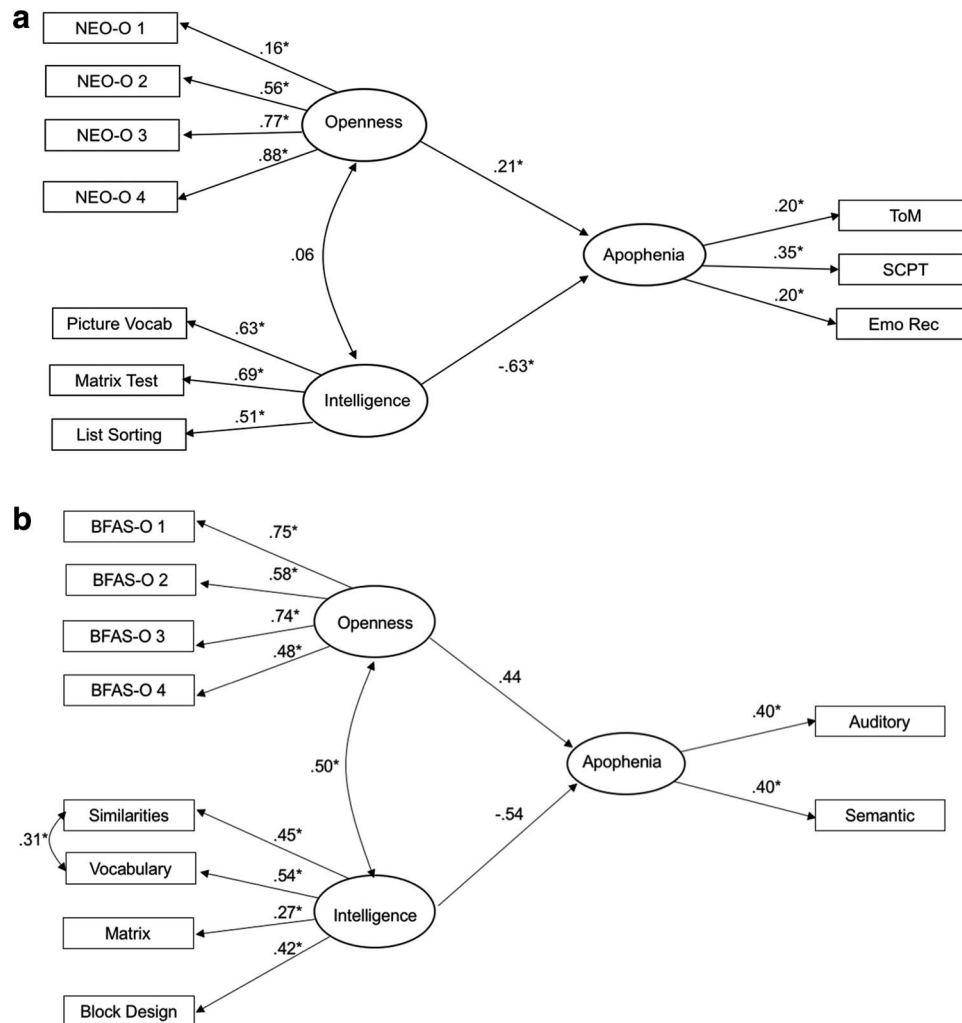 a
NEO-O 1
.16*
NEO-O 2
.56*
NEO-O 3
.77*
NEO-O 4
.88*
Openness
.21*
.06
Apophenia
.20*
ToM
.35*
SCPT
.20*
Emo Rec
Picture Vocab
.63*
Matrix Test
.69*
List Sorting
.51*
Intelligence
-.63*
b
BFAS-O 1
.75*
BFAS-O 2
.58*
BFAS-O 3
.74*
BFAS-O 4
.48*
Openness
.44
.50*
Apophenia
.40*
Auditory
.40*
Semantic
Similarities
.45*
.31*
Vocabulary
.54*
Matrix
.27*
Block Design
.42*
Intelligence
-.54